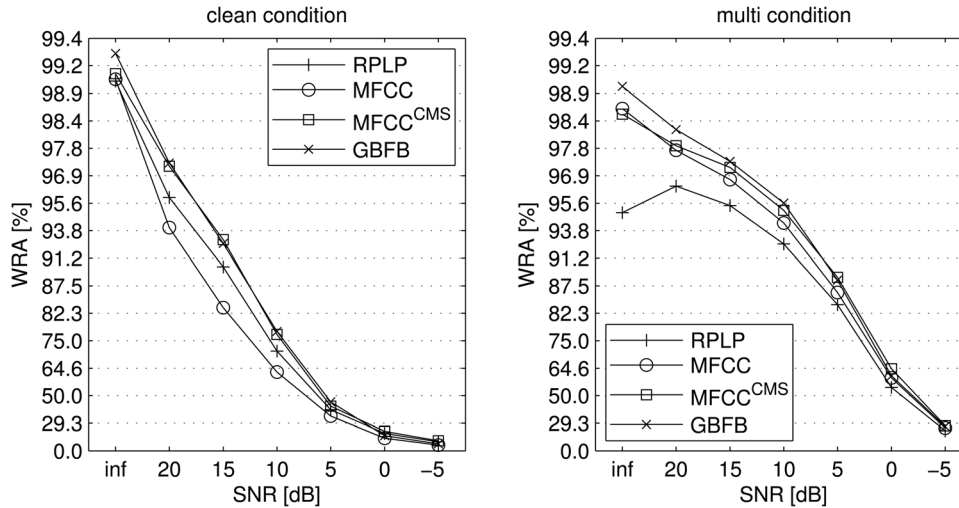 clean condition
99.4
99.2
98.9
98.4
97.8
96.9
95.6
93.8
91.2
87.5
82.3
75.0
64.6
50.0
29.3
0.0
WRA [%]
RPLP
MFCC
MFCC^CMS
GBFB
inf 20 15 10 5 0 −5
SNR [dB]
multi condition
99.4
99.2
98.9
98.4
97.8
96.9
95.6
93.8
91.2
87.5
82.3
75.0
64.6
50.0
29.3
0.0
WRA [%]
RPLP
MFCC
MFCC^CMS
GBFB
inf 20 15 10 5 0 −5
SNR [dB]